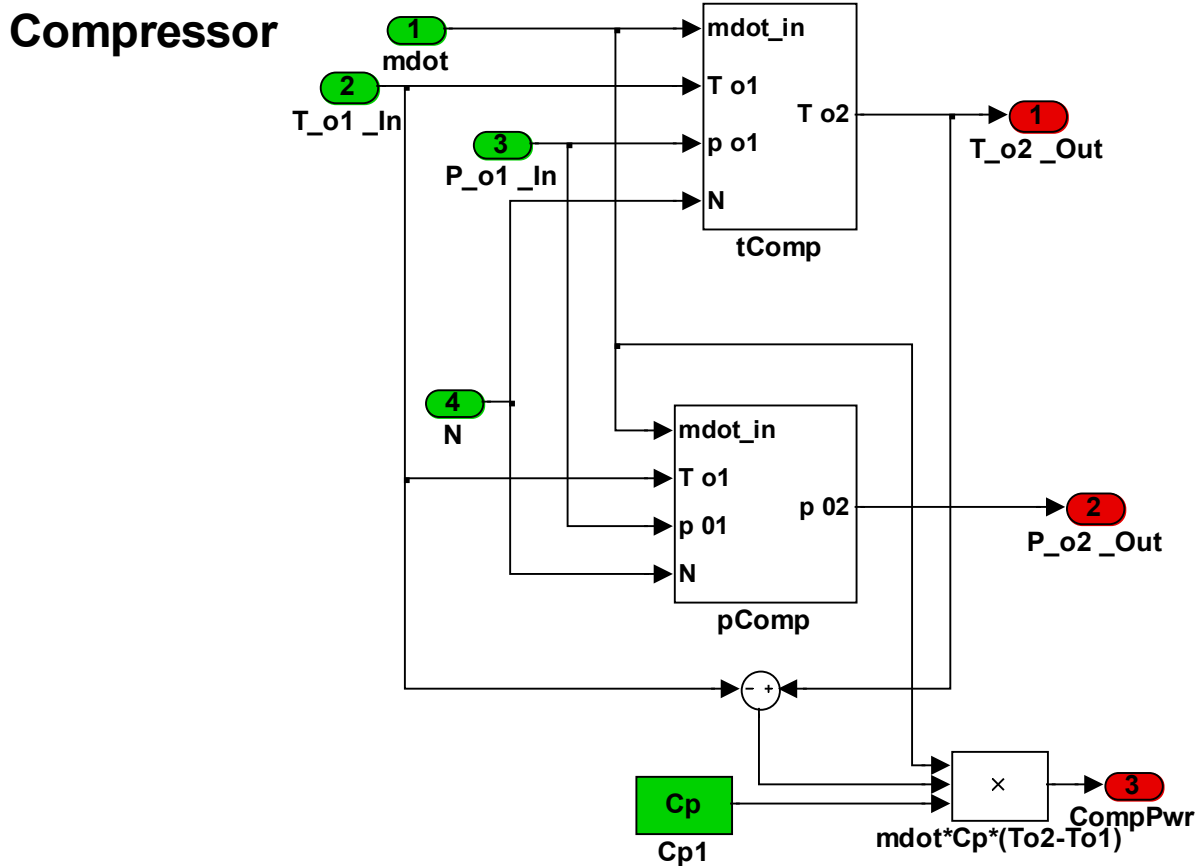 Compressor
1
mdot
2
T_o1 _In
3
P_o1 _In
mdot_in
T o1
p o1
N
T o2
tComp
1
T_o2 _Out
4
N
mdot_in
T o1
p 01
N
p 02
pComp
2
P_o2 _Out
− +
Cp
Cp1
×
mdot*Cp*(To2-To1)
3
CompPwr